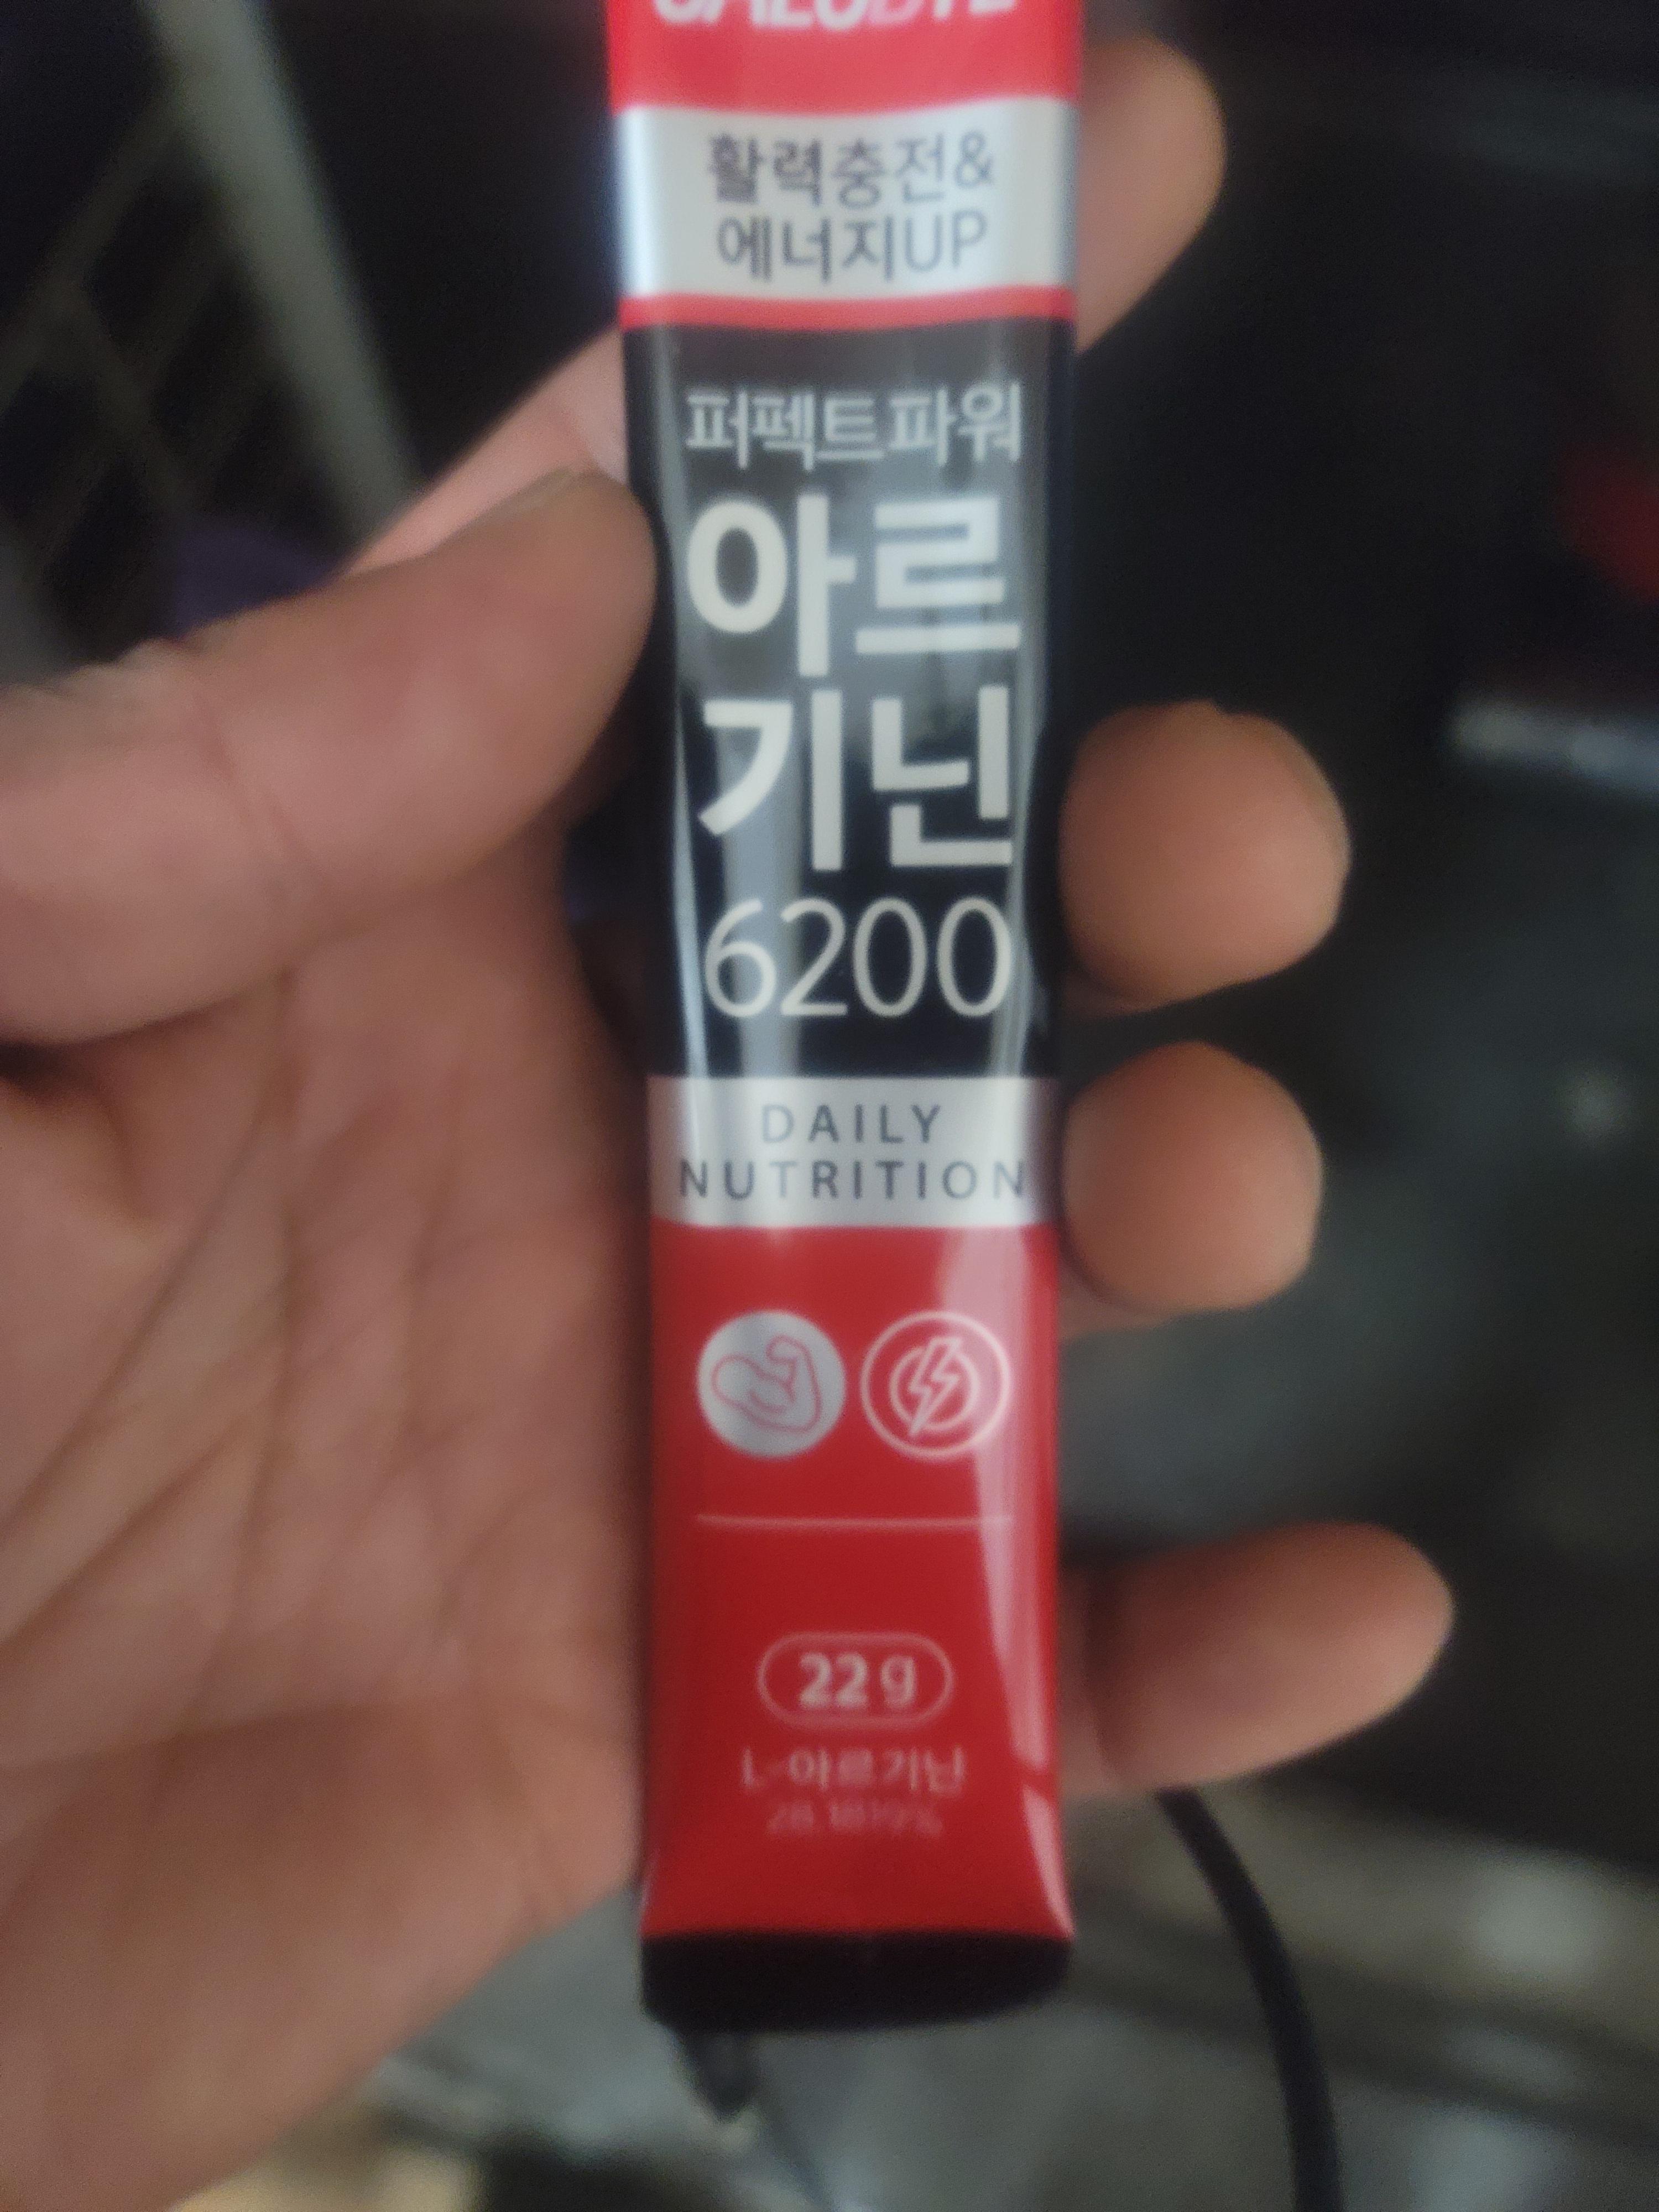 활력충전&
에너지UP
퍼펙트파워
아르
기닌
6200
DAILY
NUTRITION
22g
L-아르기닌